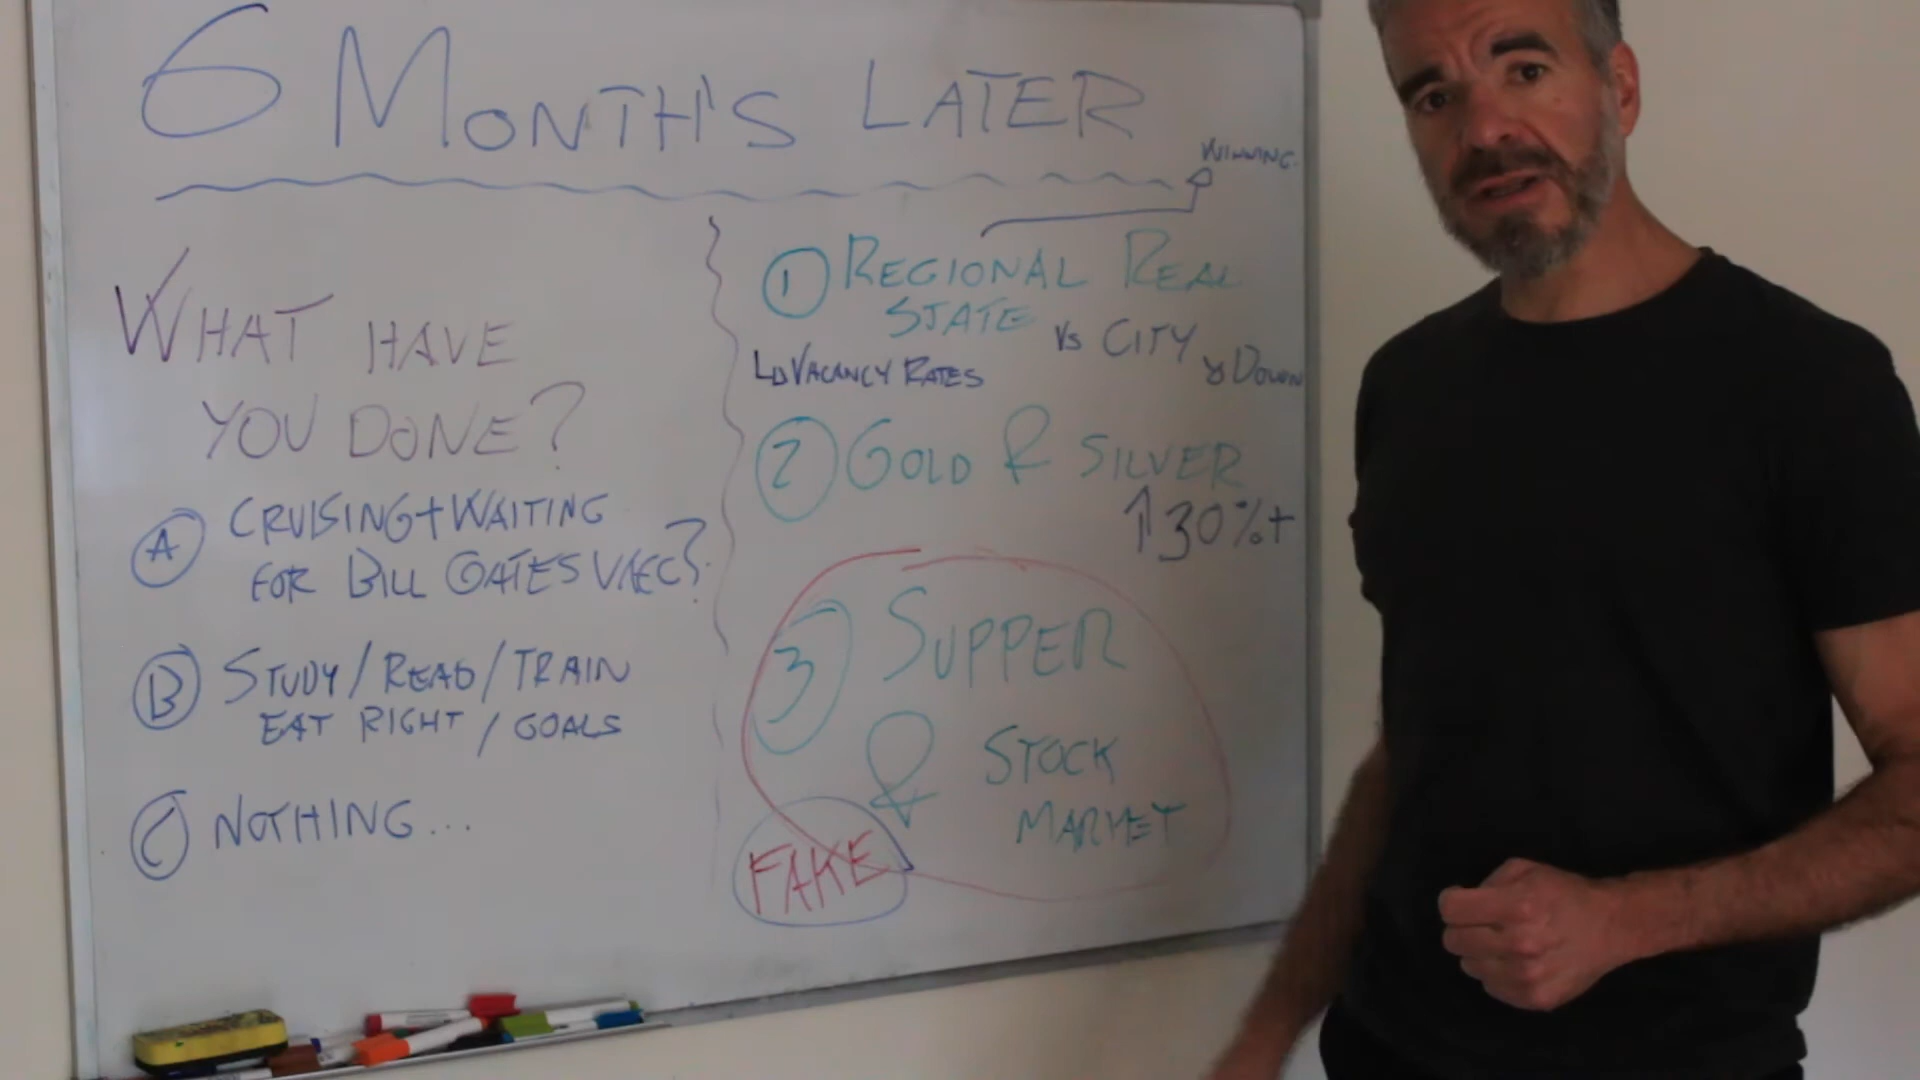 6 MONTH'S LATER
WHAT HAVE
YOU DONE?
A CRUISING + WAITING
FOR BILL GATES VACC?
B STUDY / READ / TRAIN
EAT RIGHT / GOALS
C NOTHING...
WINNING.
1 REGIONAL REAL
STATE Vs CITY
DOWN
VACANCY RATES
2 GOLD & SILVER
↑30%+
3 SUPPER
& STOCK
MARKET
FAKE